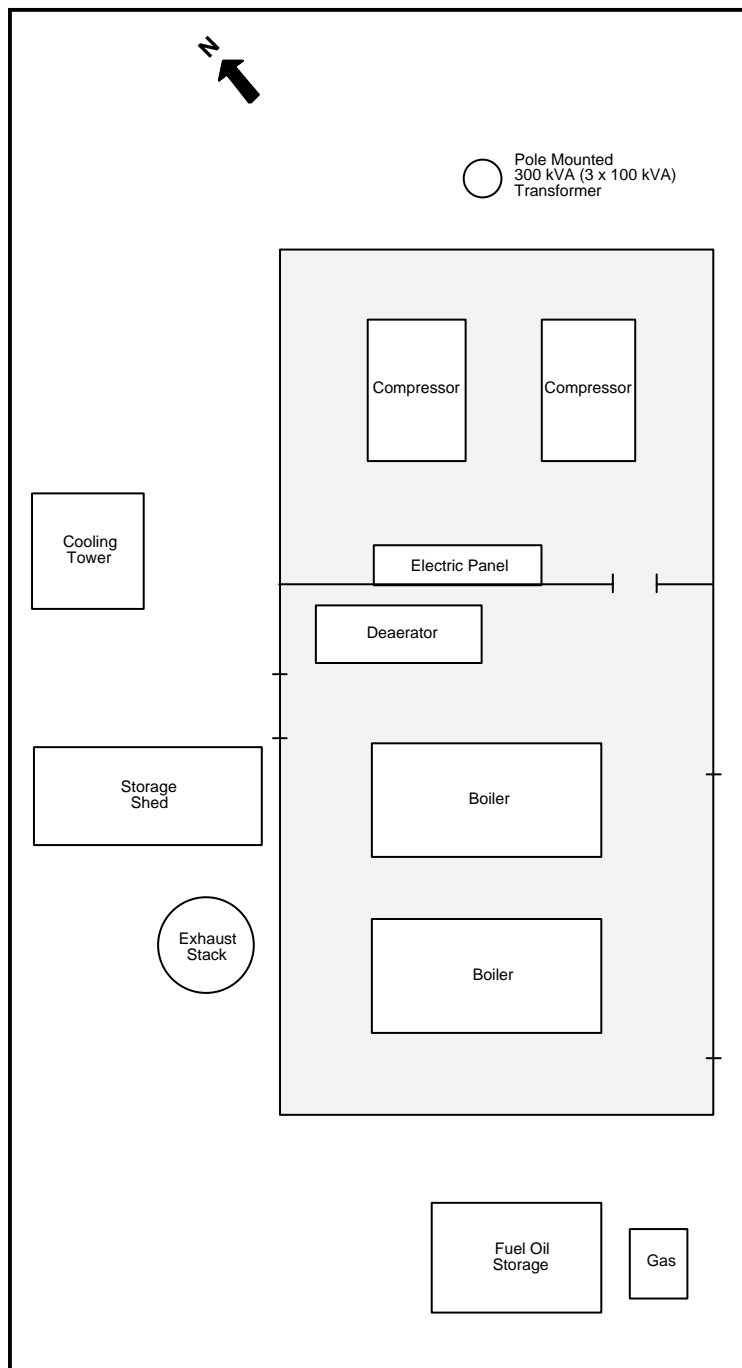 N
Pole Mounted
300 kVA (3 x 100 kVA)
Transformer
Compressor
Compressor
Cooling
Tower
Electric Panel
Deaerator
Storage
Shed
Boiler
Exhaust
Stack
Boiler
Fuel Oil
Storage
Gas